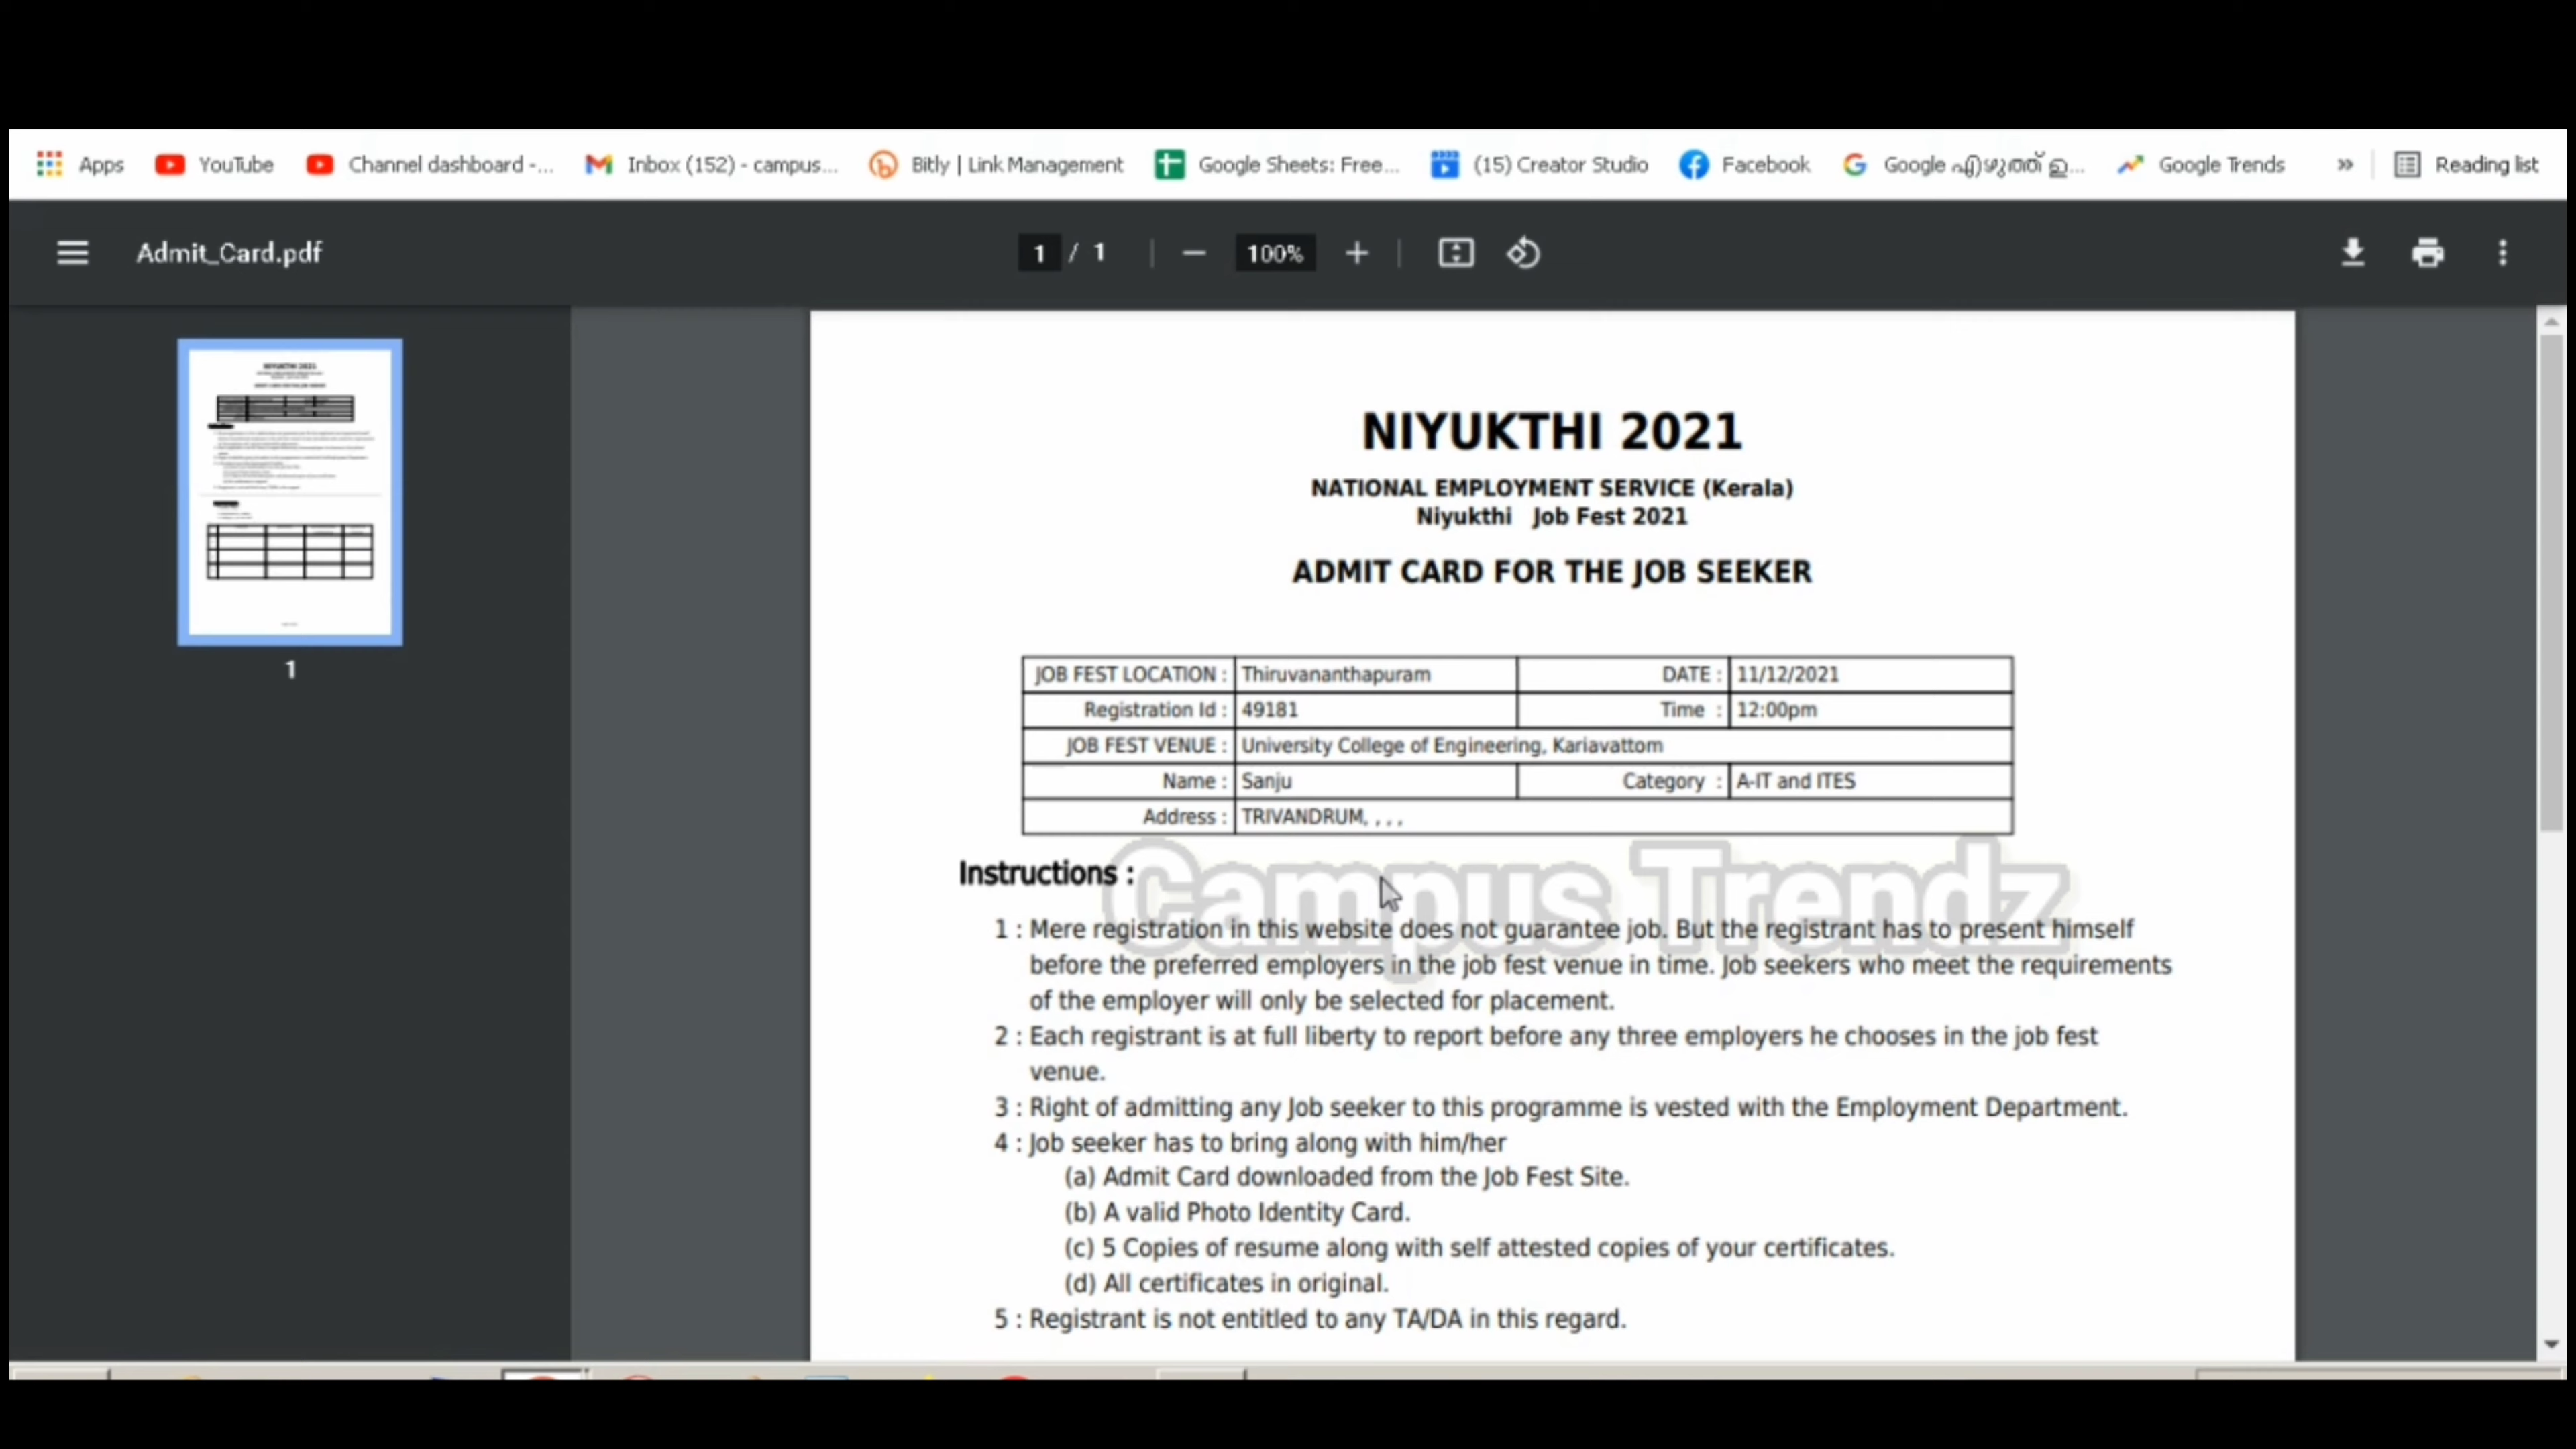 Apps YouTube Channel dashboard -... Inbox (152) - campus... Bitly | Link Management Google Sheets: Free... (15) Creator Studio Facebook Google എഴുത്ത് ഇ... Google Trends » Reading list
Admit_Card.pdf 1 / 1 100%
1
NIYUKTHI 2021
NATIONAL EMPLOYMENT SERVICE (Kerala)
Niyukthi Job Fest 2021
ADMIT CARD FOR THE JOB SEEKER
JOB FEST LOCATION : Thiruvananthapuram DATE : 11/12/2021
Registration Id : 49181 Time : 12:00pm
JOB FEST VENUE : University College of Engineering, Kariavattom
Name : Sanju Category : A-IT and ITES
Address : TRIVANDRUM, , , ,
Campus Trendz
Instructions :
1 : Mere registration in this website does not guarantee job. But the registrant has to present himself
before the preferred employers in the job fest venue in time. Job seekers who meet the requirements
of the employer will only be selected for placement.
2 : Each registrant is at full liberty to report before any three employers he chooses in the job fest
venue.
3 : Right of admitting any Job seeker to this programme is vested with the Employment Department.
4 : Job seeker has to bring along with him/her
(a) Admit Card downloaded from the Job Fest Site.
(b) A valid Photo Identity Card.
(c) 5 Copies of resume along with self attested copies of your certificates.
(d) All certificates in original.
5 : Registrant is not entitled to any TA/DA in this regard.